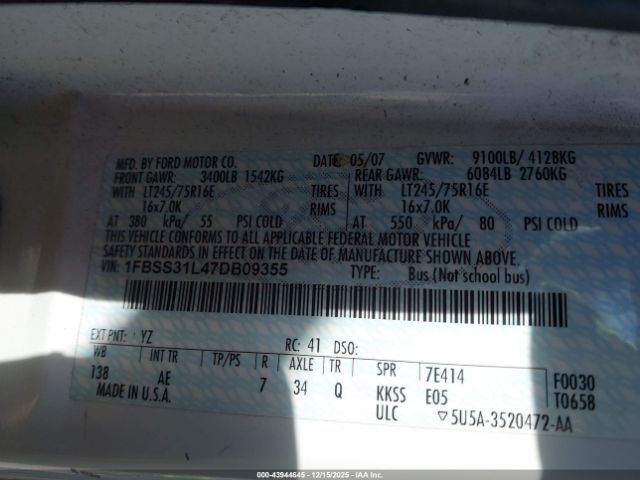 MFD. BY FORD MOTOR CO. DATE: 05/07 GVWR: 9100LB/ 4128KG
FRONT GAWR: 3400LB 1542KG REAR GAWR: 6084LB 2760KG
WITH LT245/75R16E TIRES WITH LT245/75R16E TIRES
16x7.0K RIMS 16x7.0K RIMS
AT 380 kPa/ 55 PSI COLD AT 550 kPa/ 80 PSI COLD
THIS VEHICLE CONFORMS TO ALL APPLICABLE FEDERAL MOTOR VEHICLE
SAFETY STANDARDS IN EFFECT ON THE DATE OF MANUFACTURE SHOWN ABOVE.
VIN: 1FBSS31L47DB09355 TYPE: Bus (Not school bus)
EXT PNT: YZ RC: 41 DSO:
WB INT TR TP/PS R AXLE TR SPR 7E414 F0030
138 AE 7 34 Q KKSS E05 T0658
MADE IN U.S.A. ULC ▽5U5A-3520472-AA
000-43944645 - 12/15/2025 - IAAI.COM